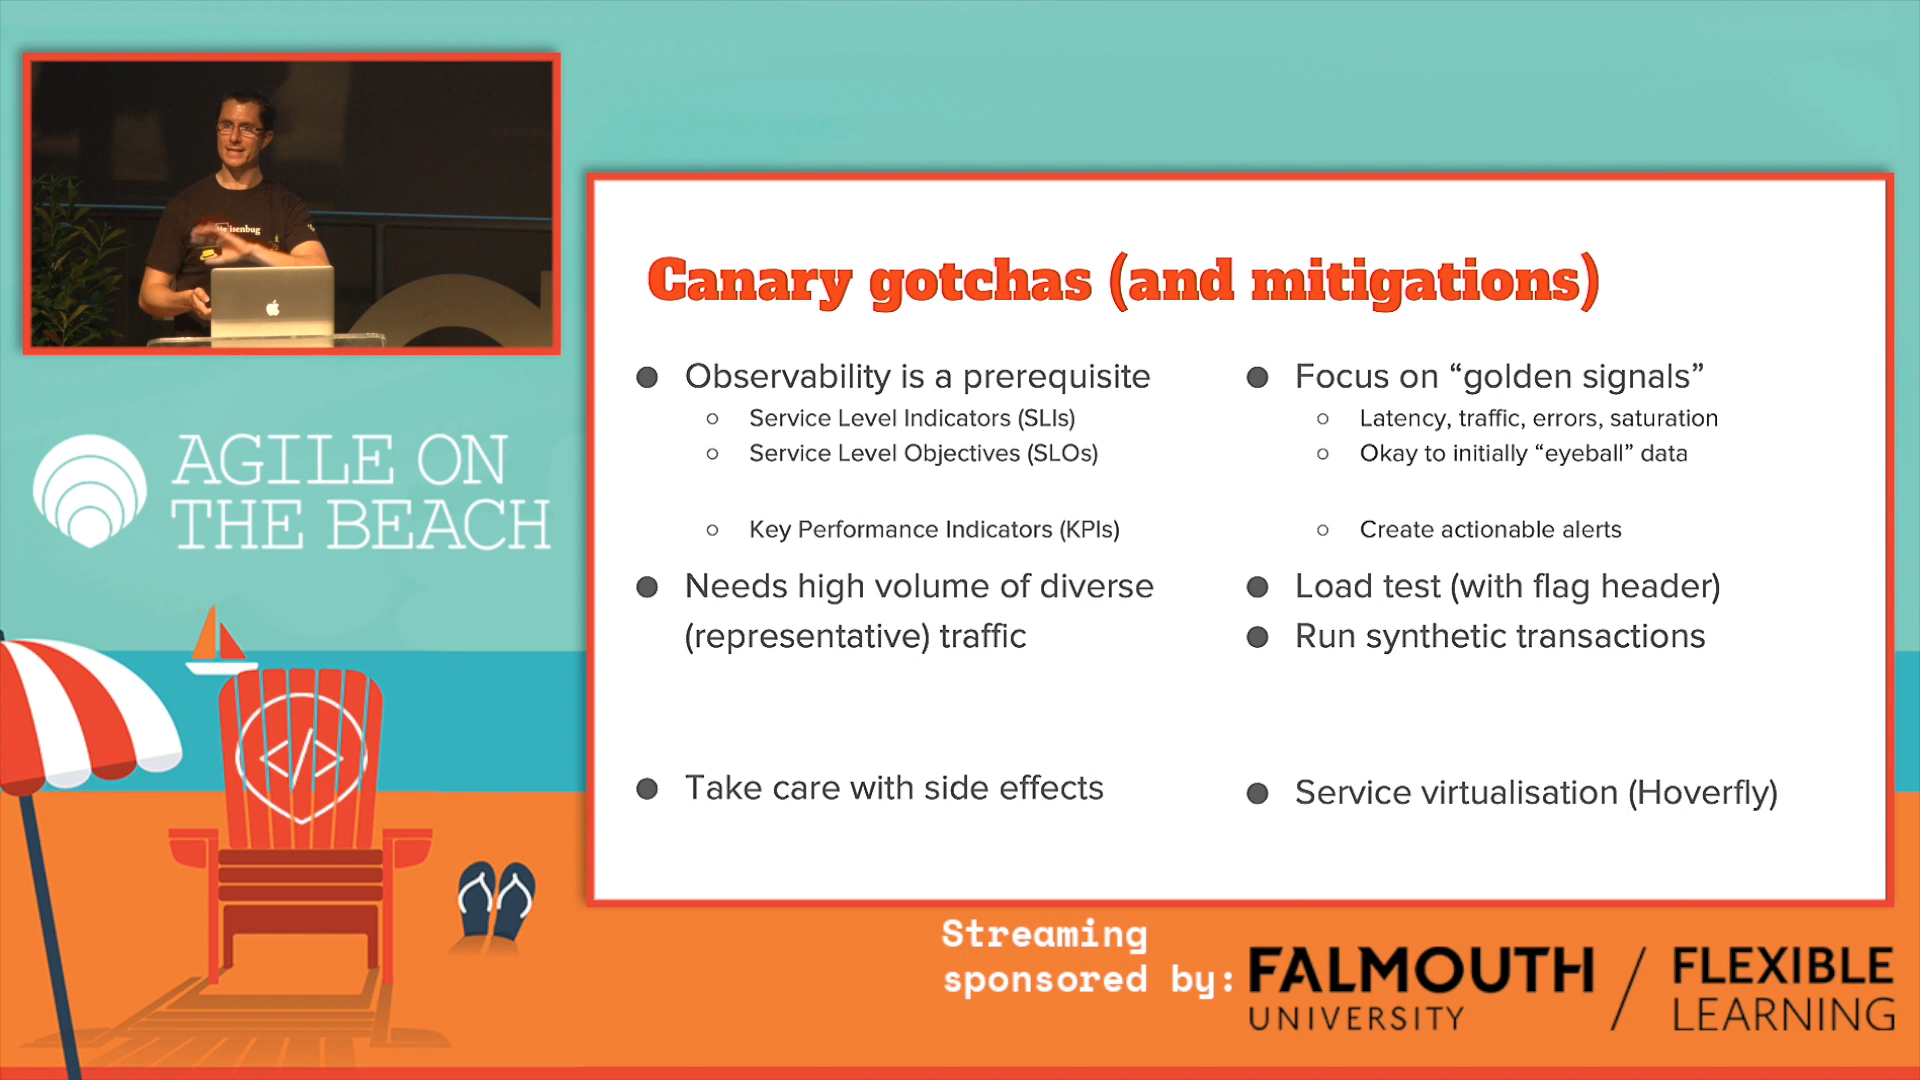 Heisenbug
AGILE ON
THE BEACH
</>
Canary gotchas (and mitigations)
● Observability is a prerequisite
○ Service Level Indicators (SLIs)
○ Service Level Objectives (SLOs)
○ Key Performance Indicators (KPIs)
● Needs high volume of diverse
(representative) traffic
● Take care with side effects
● Focus on “golden signals”
○ Latency, traffic, errors, saturation
○ Okay to initially “eyeball” data
○ Create actionable alerts
● Load test (with flag header)
● Run synthetic transactions
● Service virtualisation (Hoverfly)
Streaming
sponsored by:
FALMOUTH
UNIVERSITY
/
FLEXIBLE
LEARNING